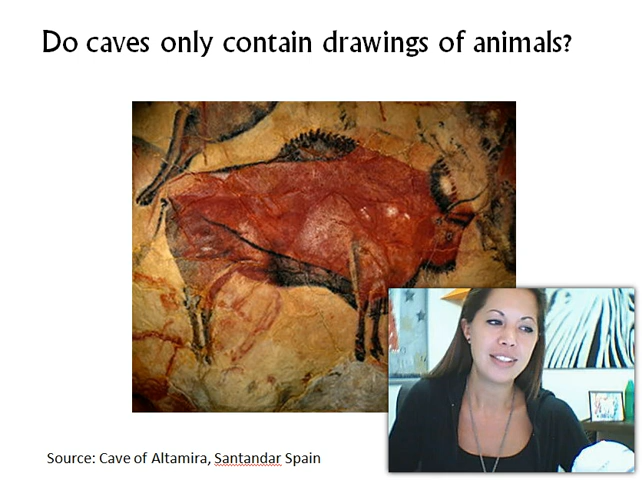 Do caves only contain drawings of animals?
Source: Cave of Altamira, Santandar Spain